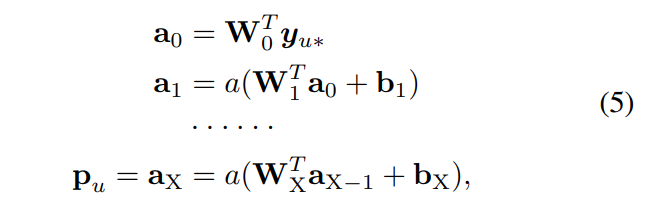 a₀ = W₀ᵀ y_{u*}
a₁ = a(W₁ᵀ a₀ + b₁)
......
(5)
p_u = a_X = a(W_Xᵀ a_{X−1} + b_X),